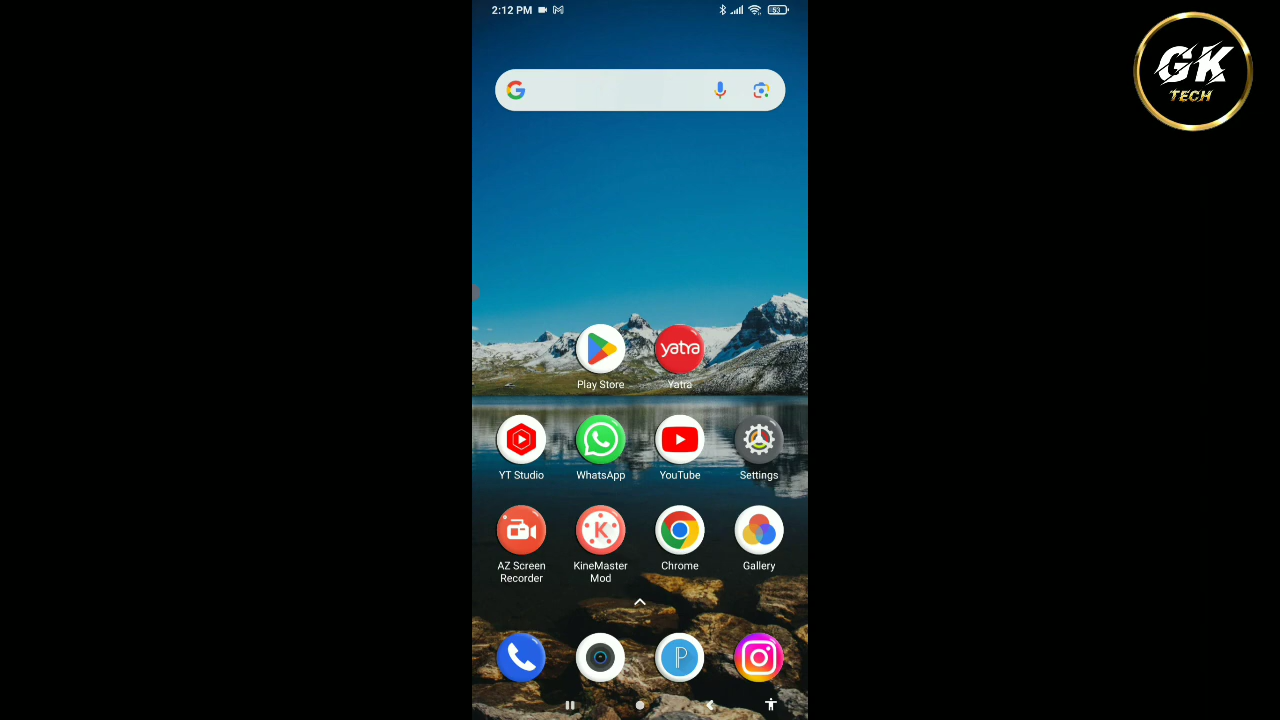 2:12 PM
53
GK
TECH
yatra
Play Store
Yatra
YT Studio
WhatsApp
YouTube
Settings
K
AZ Screen
Recorder
KineMaster
Mod
Chrome
Gallery
P